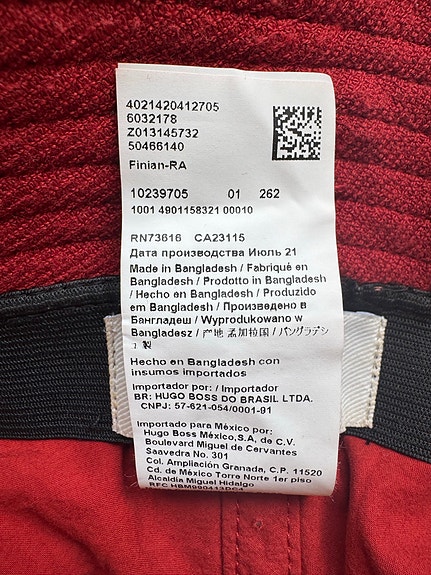 4021420412705
6032178
Z013145732
50466140
Finian-RA
10239705 01 262
1001 4901158321 00010
RN73616 CA23115
Дата производства Июль 21
Made in Bangladesh / Fabriqué en
Bangladesh / Prodotto in Bangladesh
/ Hecho en Bangladesh / Produzido
em Bangladesh / Произведено в
Бангладеш / Wyprodukowano w
Bangladesz / 产地 孟加拉国 / バングラデシ
ュ 製
Hecho en Bangladesh con
insumos importados
Importador por: / Importador
BR: HUGO BOSS DO BRASIL LTDA.
CNPJ: 57-621-054/0001-91
Importado para México por:
Hugo Boss México,S.A, de C.V.
Boulevard Miguel de Cervantes
Saavedra No. 301
Col. Ampliación Granada, C.P. 11520
Cd. de México Torre Norte 1er piso
Alcaldía Miguel Hidalgo
RFC HBM990413DC4